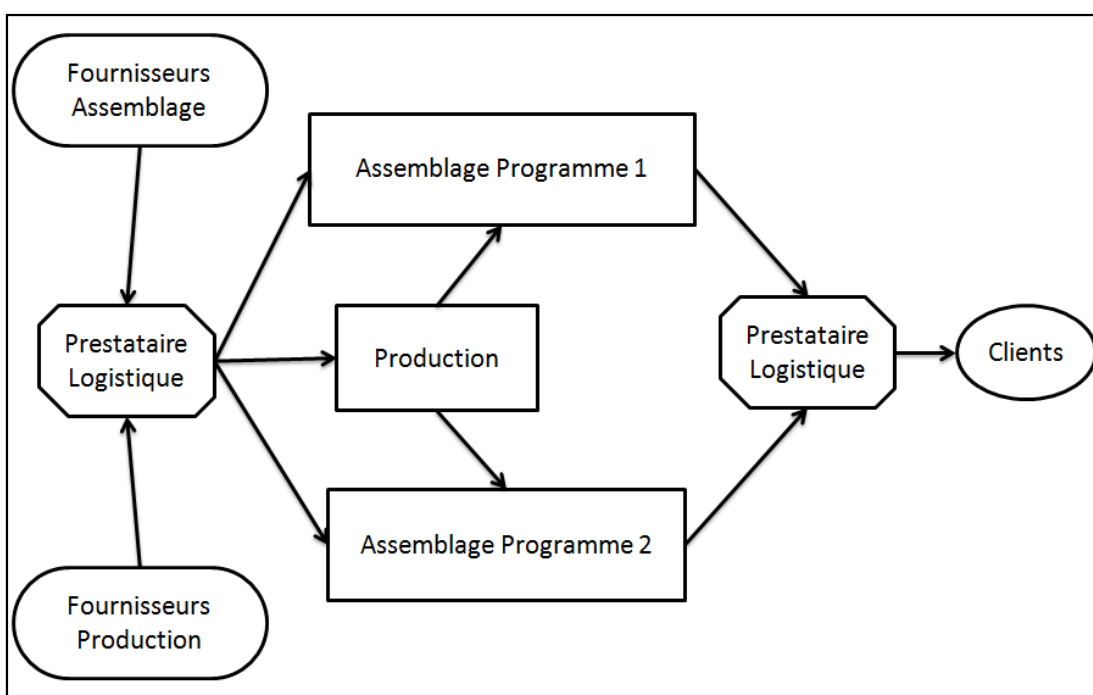 Fournisseurs
Assemblage
Assemblage Programme 1
Prestataire
Logistique
Production
Prestataire
Logistique
Clients
Assemblage Programme 2
Fournisseurs
Production